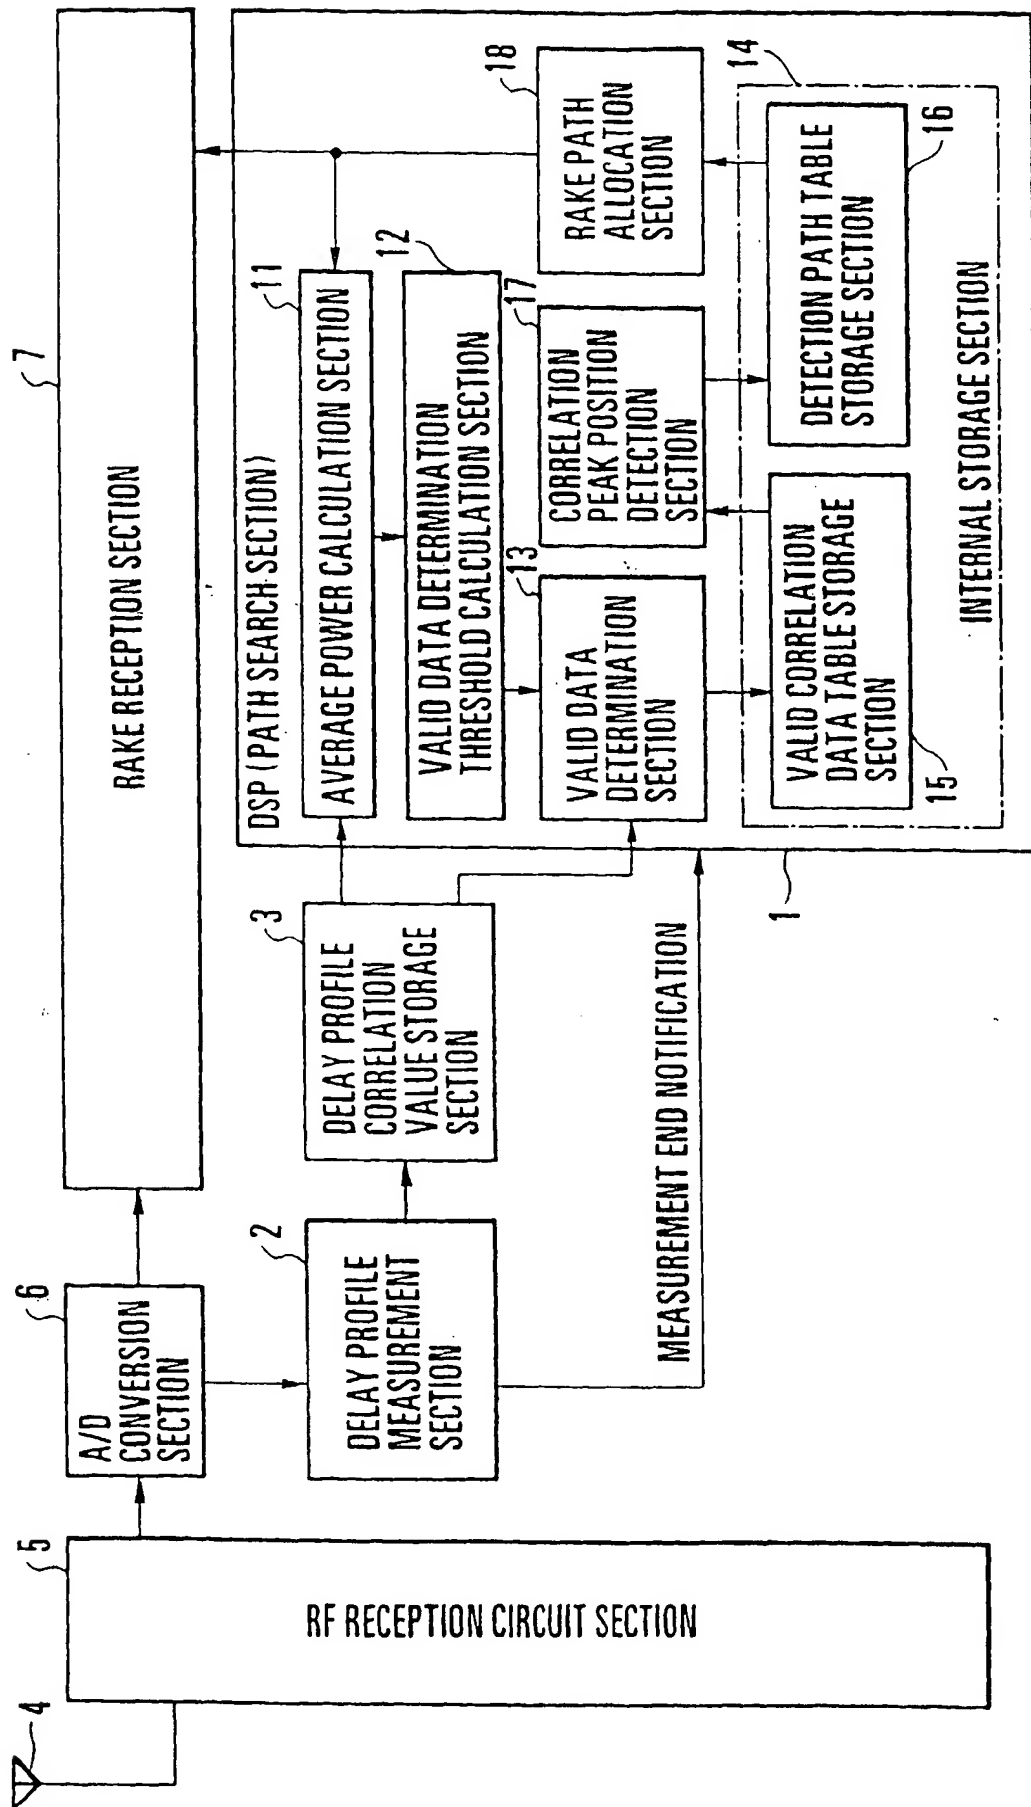 7
RAKE RECEPTION SECTION
6
A/D
CONVERSION
SECTION
5
RF RECEPTION CIRCUIT SECTION
4
2
DELAY PROFILE
MEASUREMENT
SECTION
3
DELAY PROFILE
CORRELATION
VALUE STORAGE
SECTION
MEASUREMENT END NOTIFICATION
1
DSP (PATH SEARCH SECTION)
11
AVERAGE POWER CALCULATION SECTION
12
VALID DATA DETERMINATION
THRESHOLD CALCULATION SECTION
13
VALID DATA
DETERMINATION
SECTION
17
CORRELATION
PEAK POSITION
DETECTION
SECTION
18
RAKE PATH
ALLOCATION
SECTION
14
VALID CORRELATION
DATA TABLE STORAGE
SECTION
15
DETECTION PATH TABLE
STORAGE SECTION
16
INTERNAL STORAGE SECTION